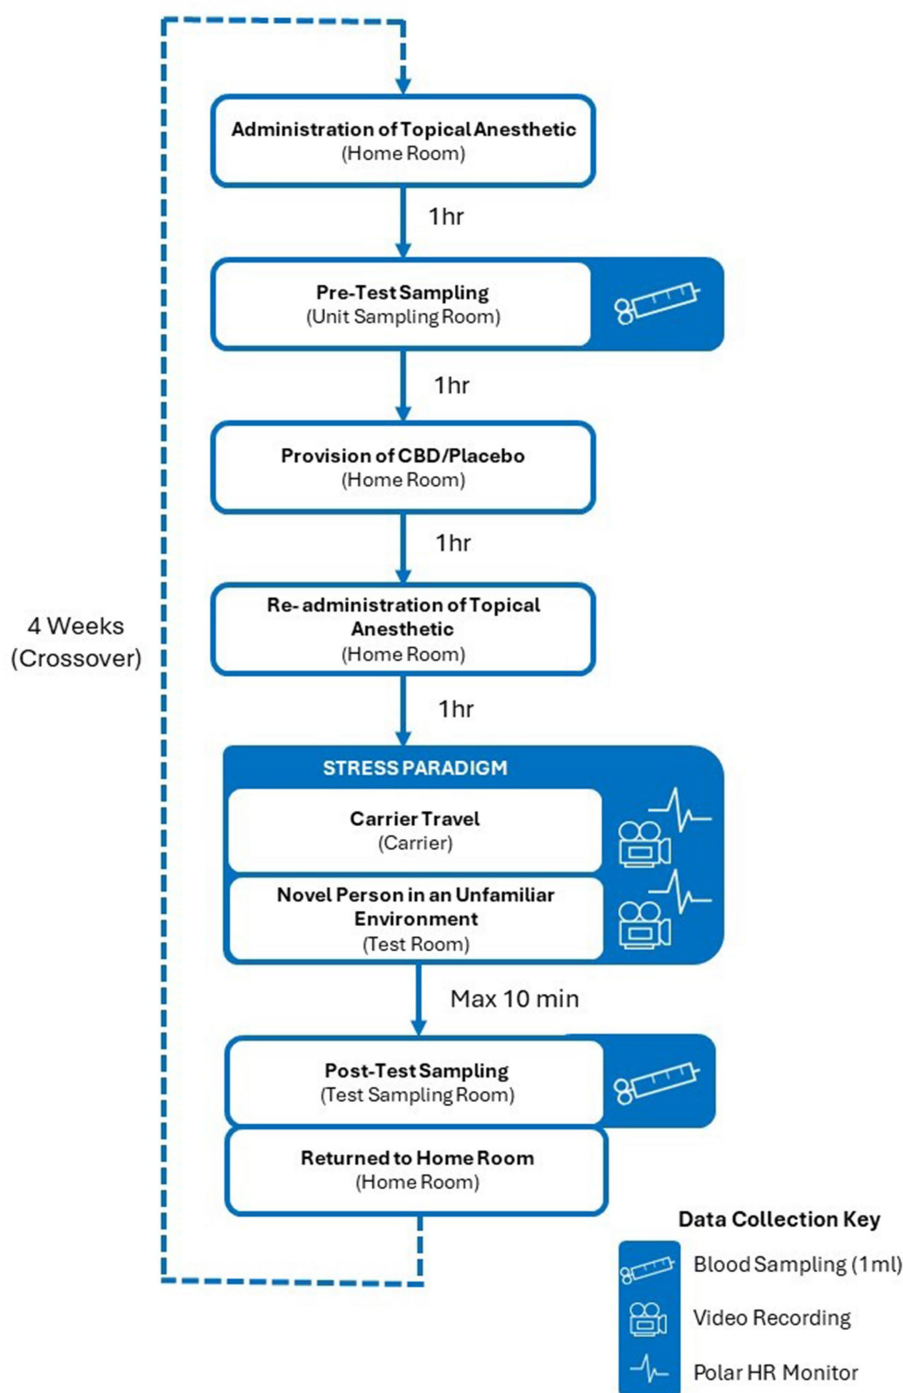 Administration of Topical Anesthetic
(Home Room)
1hr
Pre-Test Sampling
(Unit Sampling Room)
1hr
Provision of CBD/Placebo
(Home Room)
1hr
Re- administration of Topical
Anesthetic
(Home Room)
4 Weeks
(Crossover)
1hr
STRESS PARADIGM
Carrier Travel
(Carrier)
Novel Person in an Unfamiliar
Environment
(Test Room)
Max 10 min
Post-Test Sampling
(Test Sampling Room)
Returned to Home Room
(Home Room)
Data Collection Key
Blood Sampling (1ml)
Video Recording
Polar HR Monitor